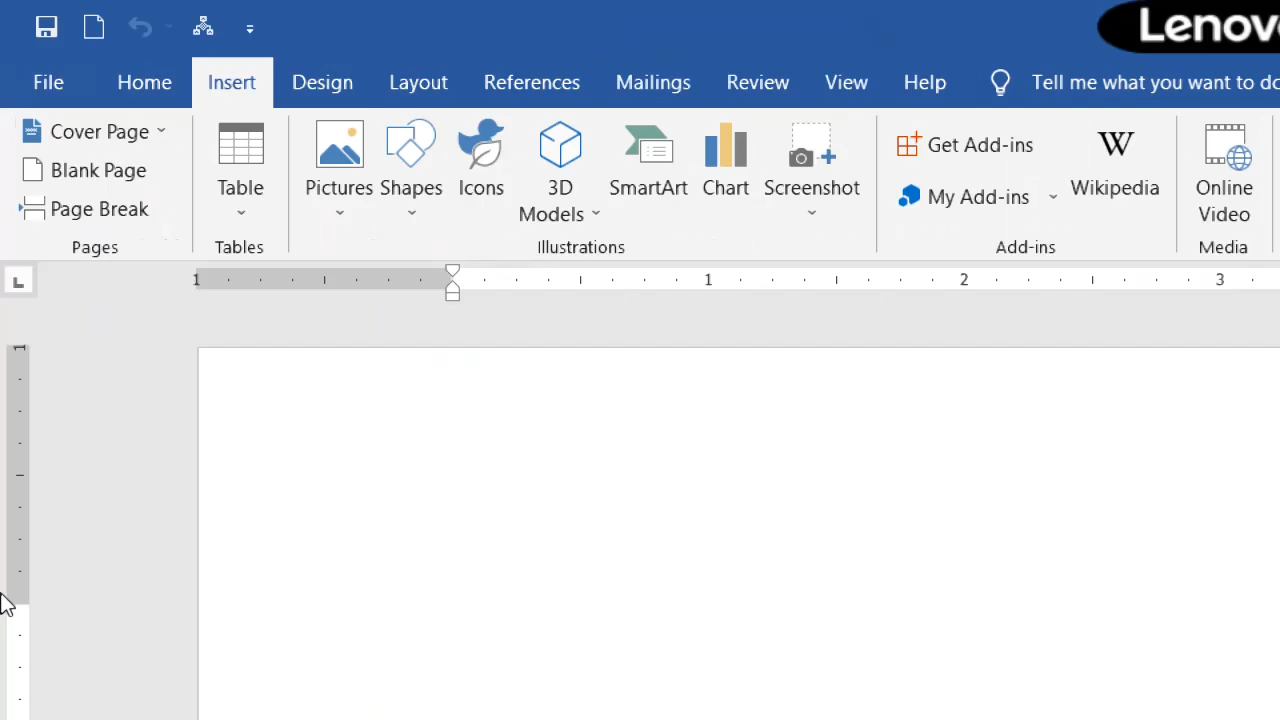 Lenov
File Home Insert Design Layout References Mailings Review View Help Tell me what you want to do
Cover Page
Blank Page
Page Break
Pages
Table
Tables
Pictures Shapes Icons 3D Models SmartArt Chart Screenshot
Illustrations
Get Add-ins
My Add-ins
Wikipedia
Add-ins
Online
Video
Media
1 1 2 3
1